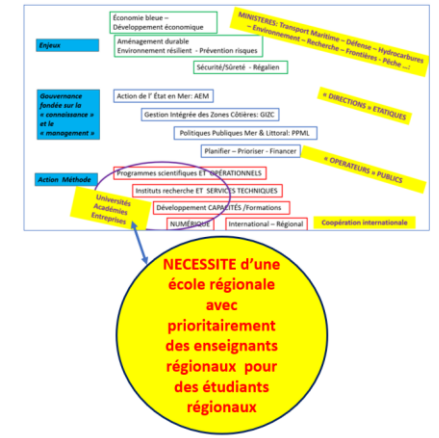 Économie bleue –
Développement économique
MINISTERES: Transport Maritime – Défense – Hydrocarbures
– Environnement – Recherche – Frontières - Pêche ...!
Enjeux
Aménagement durable
Environnement résilient - Prévention risques
Sécurité/Sûreté - Régalien
Gouvernance
fondée sur la
« connaissance »
et le
« management »
Action de l' État en Mer: AEM
« DIRECTIONS » ETATIQUES
Gestion Intégrée des Zones Côtières: GIZC
Politiques Publiques Mer & Littoral: PPML
Planifier – Prioriser - Financer
« OPERATEURS » PUBLICS
Action Méthode
Programmes scientifiques ET OPÉRATIONNELS
Instituts recherche ET SERVICES TECHNIQUES
Universités
Académies
Entreprises
Développement CAPACITÉS /Formations
NUMÉRIQUE
International – Régional
Coopération internationale
NECESSITE d'une
école régionale
avec
prioritairement
des enseignants
régionaux pour
des étudiants
régionaux